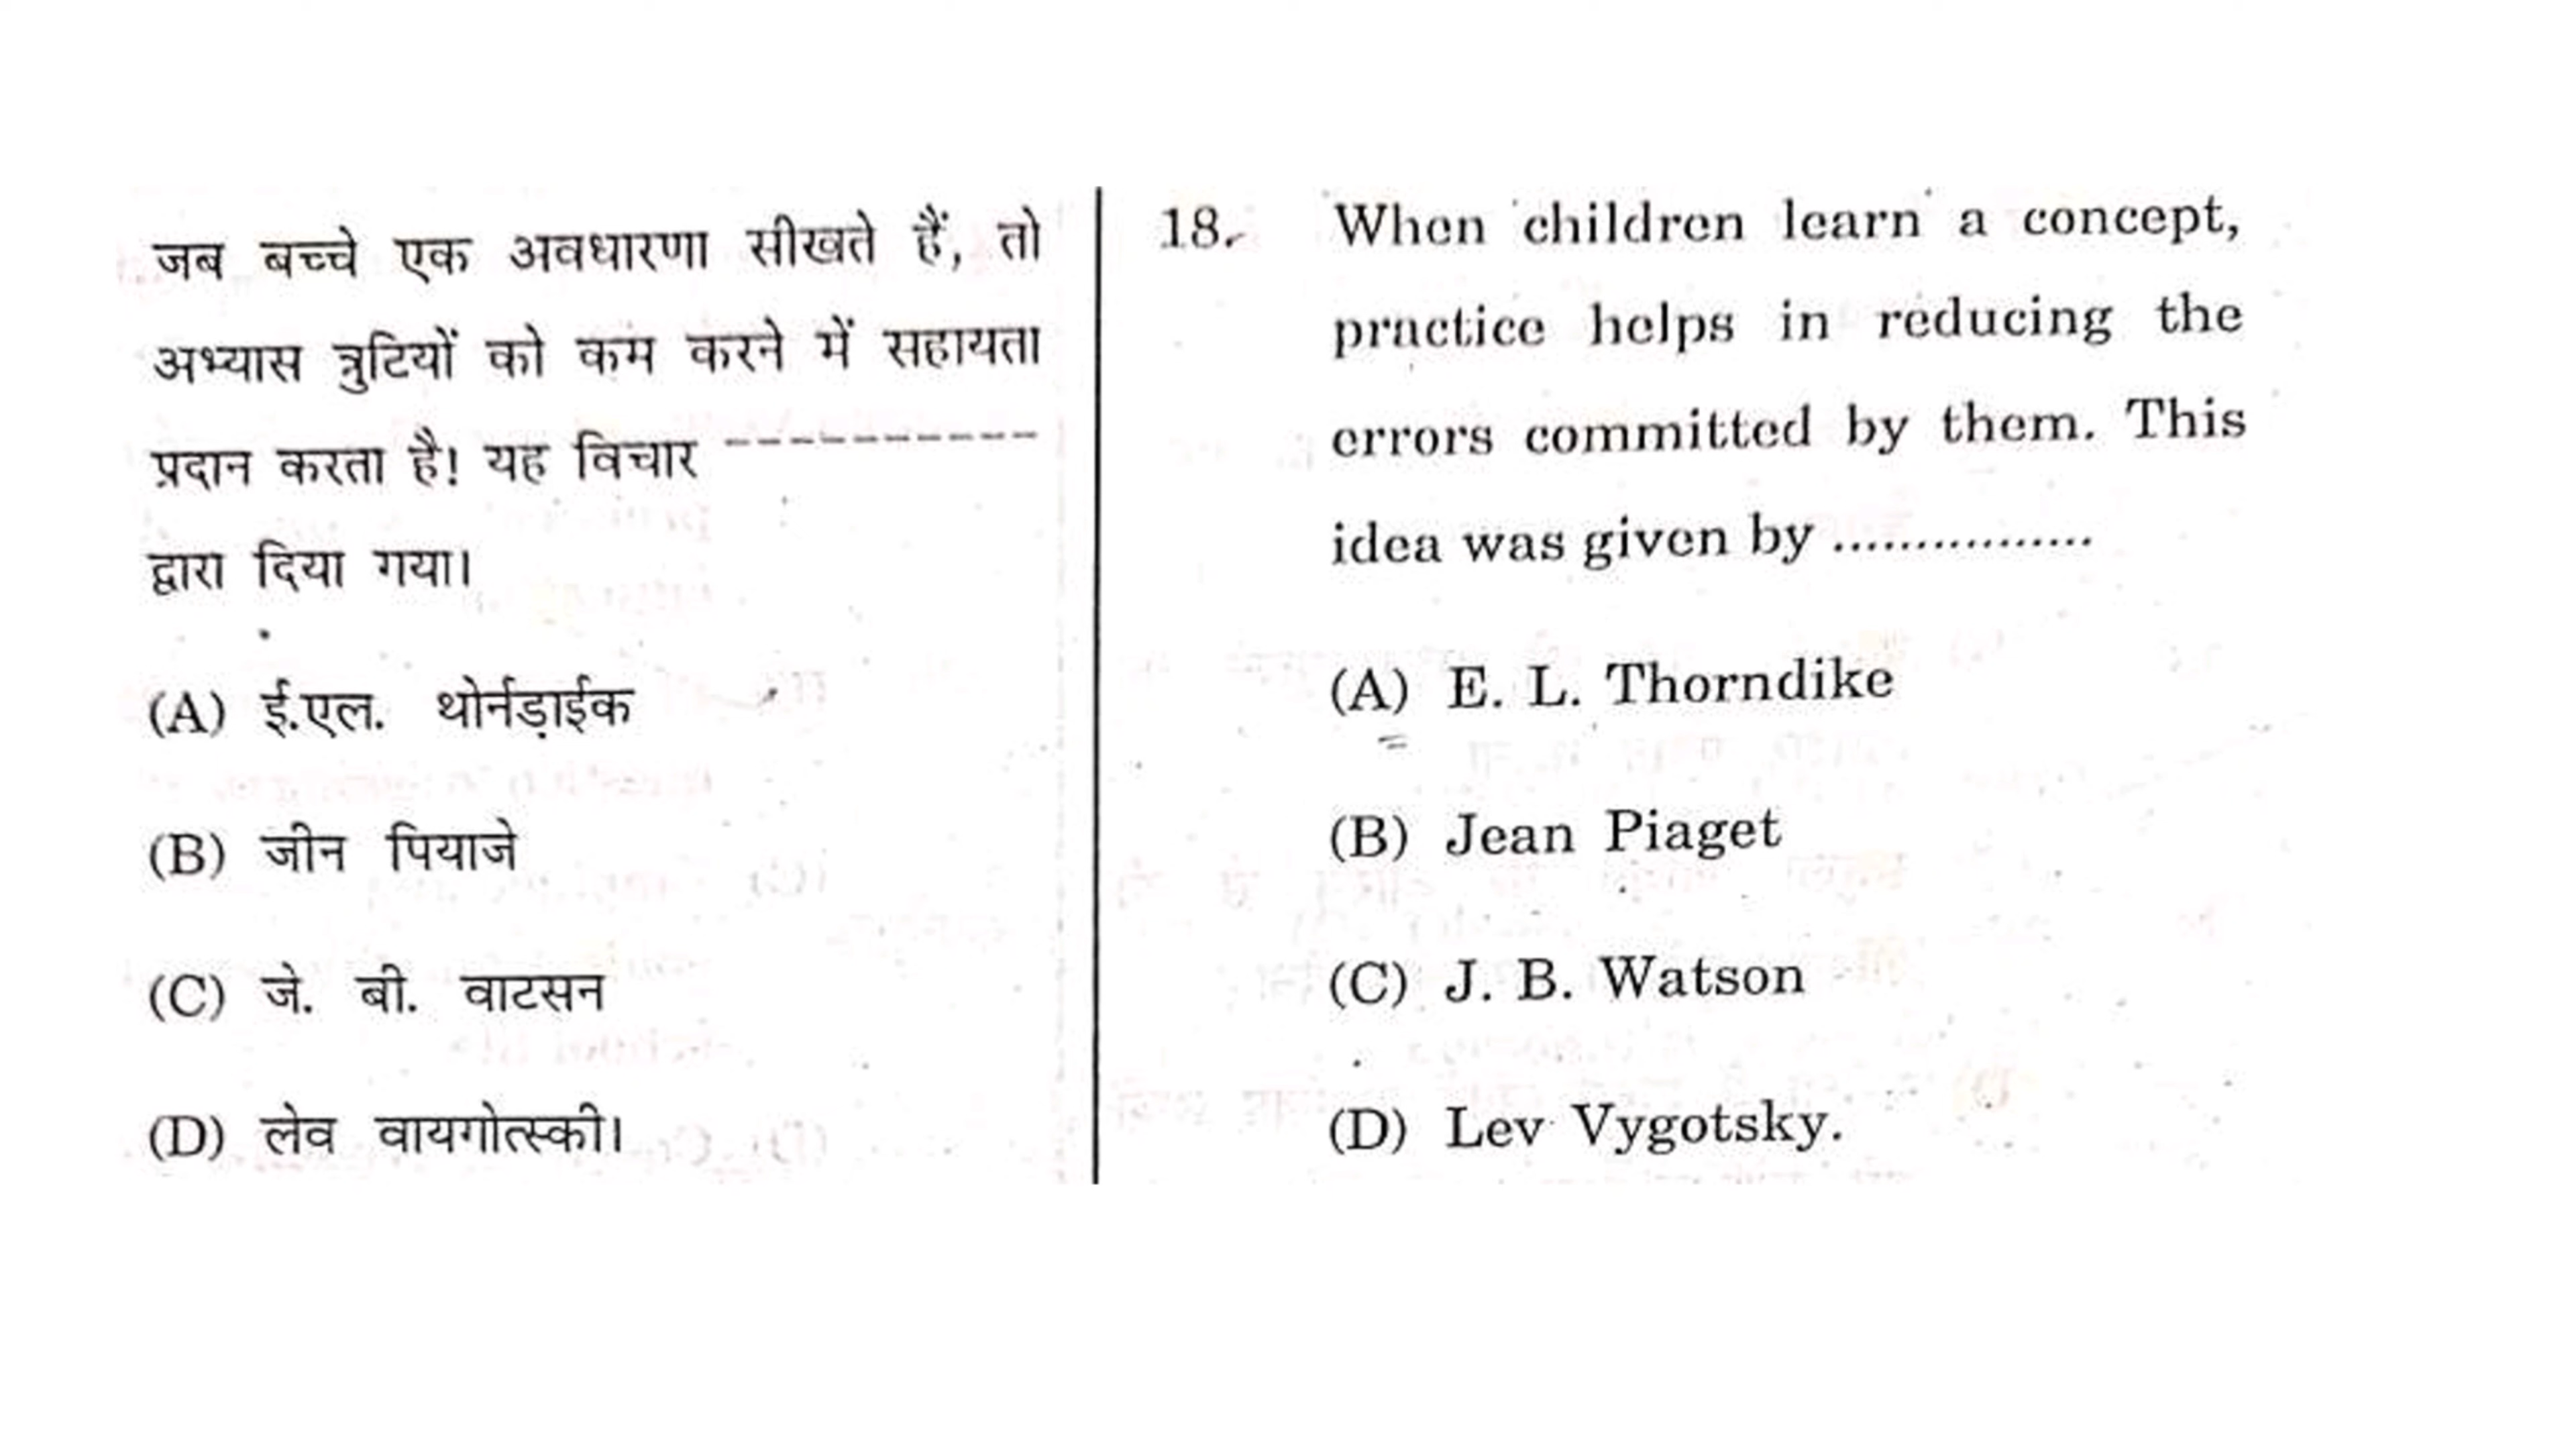 जब बच्चे एक अवधारणा सीखते हैं, तो
अभ्यास त्रुटियों को कम करने में सहायता
प्रदान करता है! यह विचार ----------
द्वारा दिया गया।
(A) ई.एल. थोर्नड़ाईक
(B) जीन पियाजे
(C) जे. बी. वाटसन
(D) लेव वायगोत्स्की।
18. When children learn a concept,
practice helps in reducing the
errors committed by them. This
idea was given by ................
(A) E. L. Thorndike
(B) Jean Piaget
(C) J. B. Watson
(D) Lev Vygotsky.